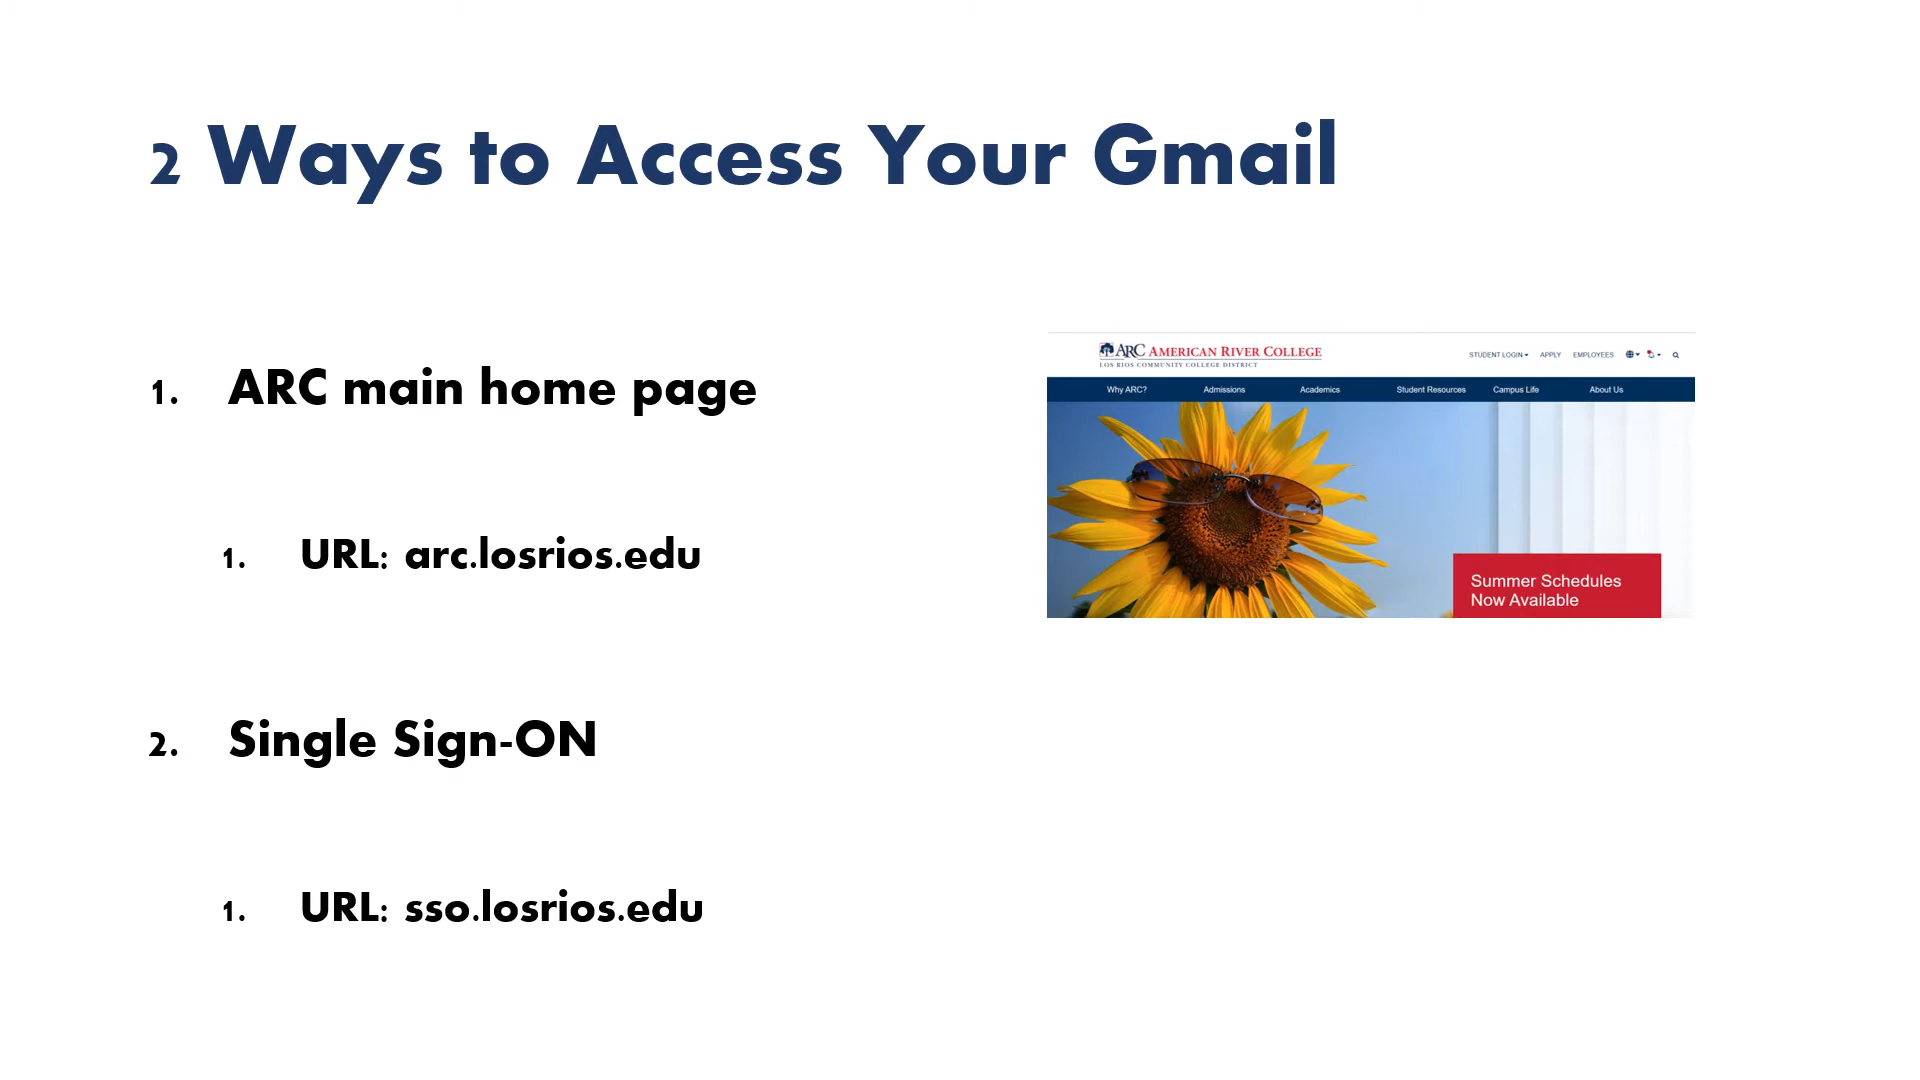 2 Ways to Access Your Gmail
1. ARC main home page
1. URL: arc.losrios.edu
2. Single Sign-ON
1. URL: sso.losrios.edu
ARC AMERICAN RIVER COLLEGE
LOS RIOS COMMUNITY COLLEGE DISTRICT
STUDENT LOGIN APPLY EMPLOYEES
Why ARC? Admissions Academics Student Resources Campus Life About Us
Summer Schedules
Now Available